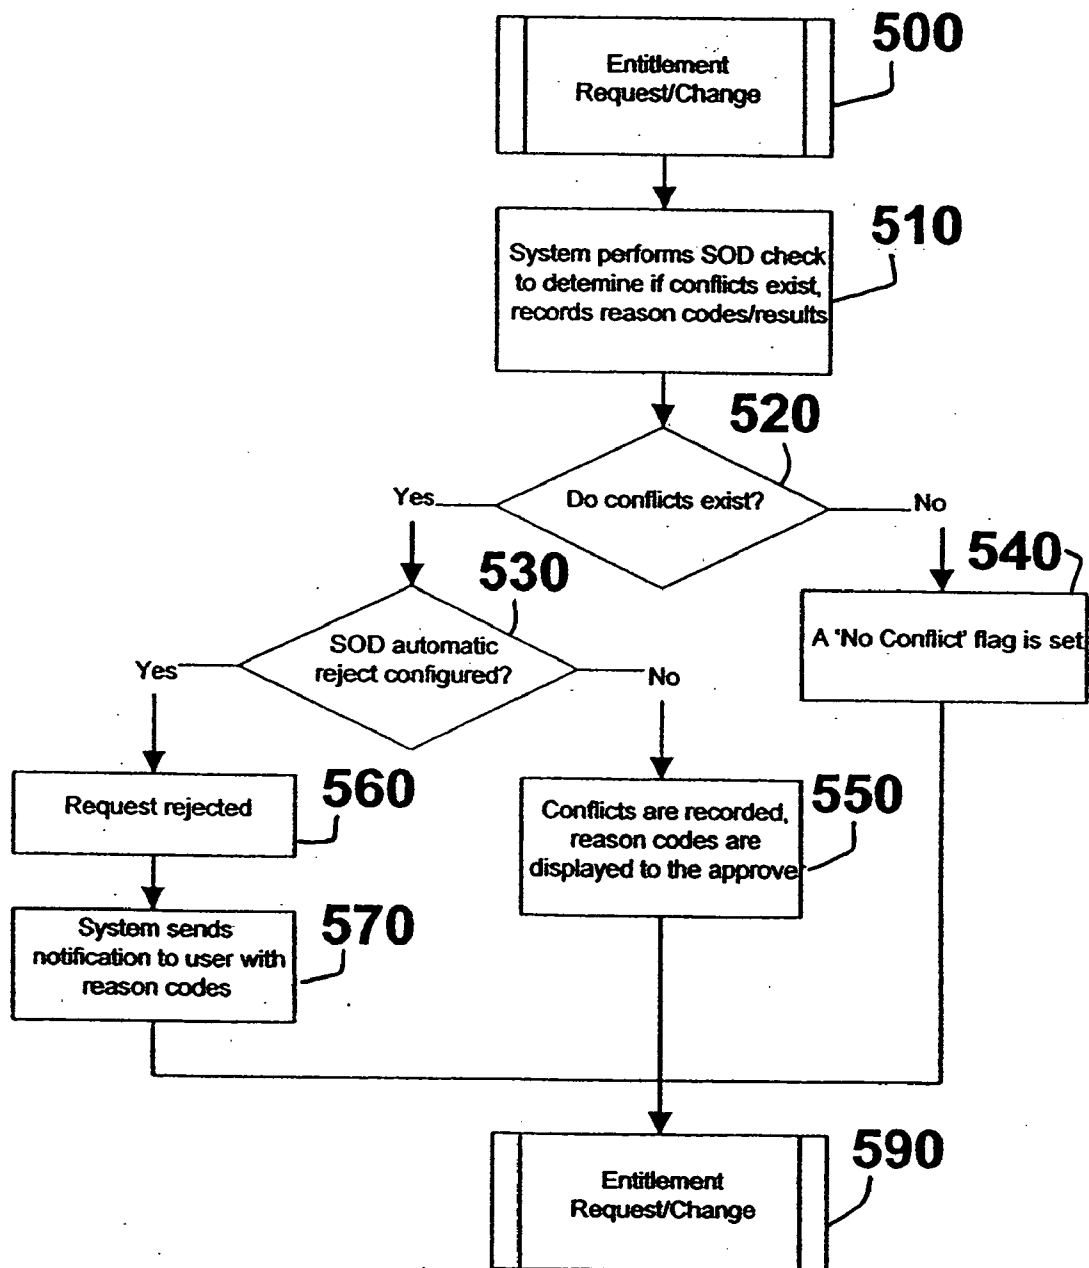 500
Entitlement
Request/Change
510
System performs SOD check
to detemine if conflicts exist,
records reason codes/results
520
Do conflicts exist?
Yes
No
530
SOD automatic
reject configured?
540
A 'No Conflict' flag is set
Yes
No
Request rejected
560
Conflicts are recorded,
reason codes are
displayed to the approve
550
System sends
notification to user with
reason codes
570
Entitlement
Request/Change
590